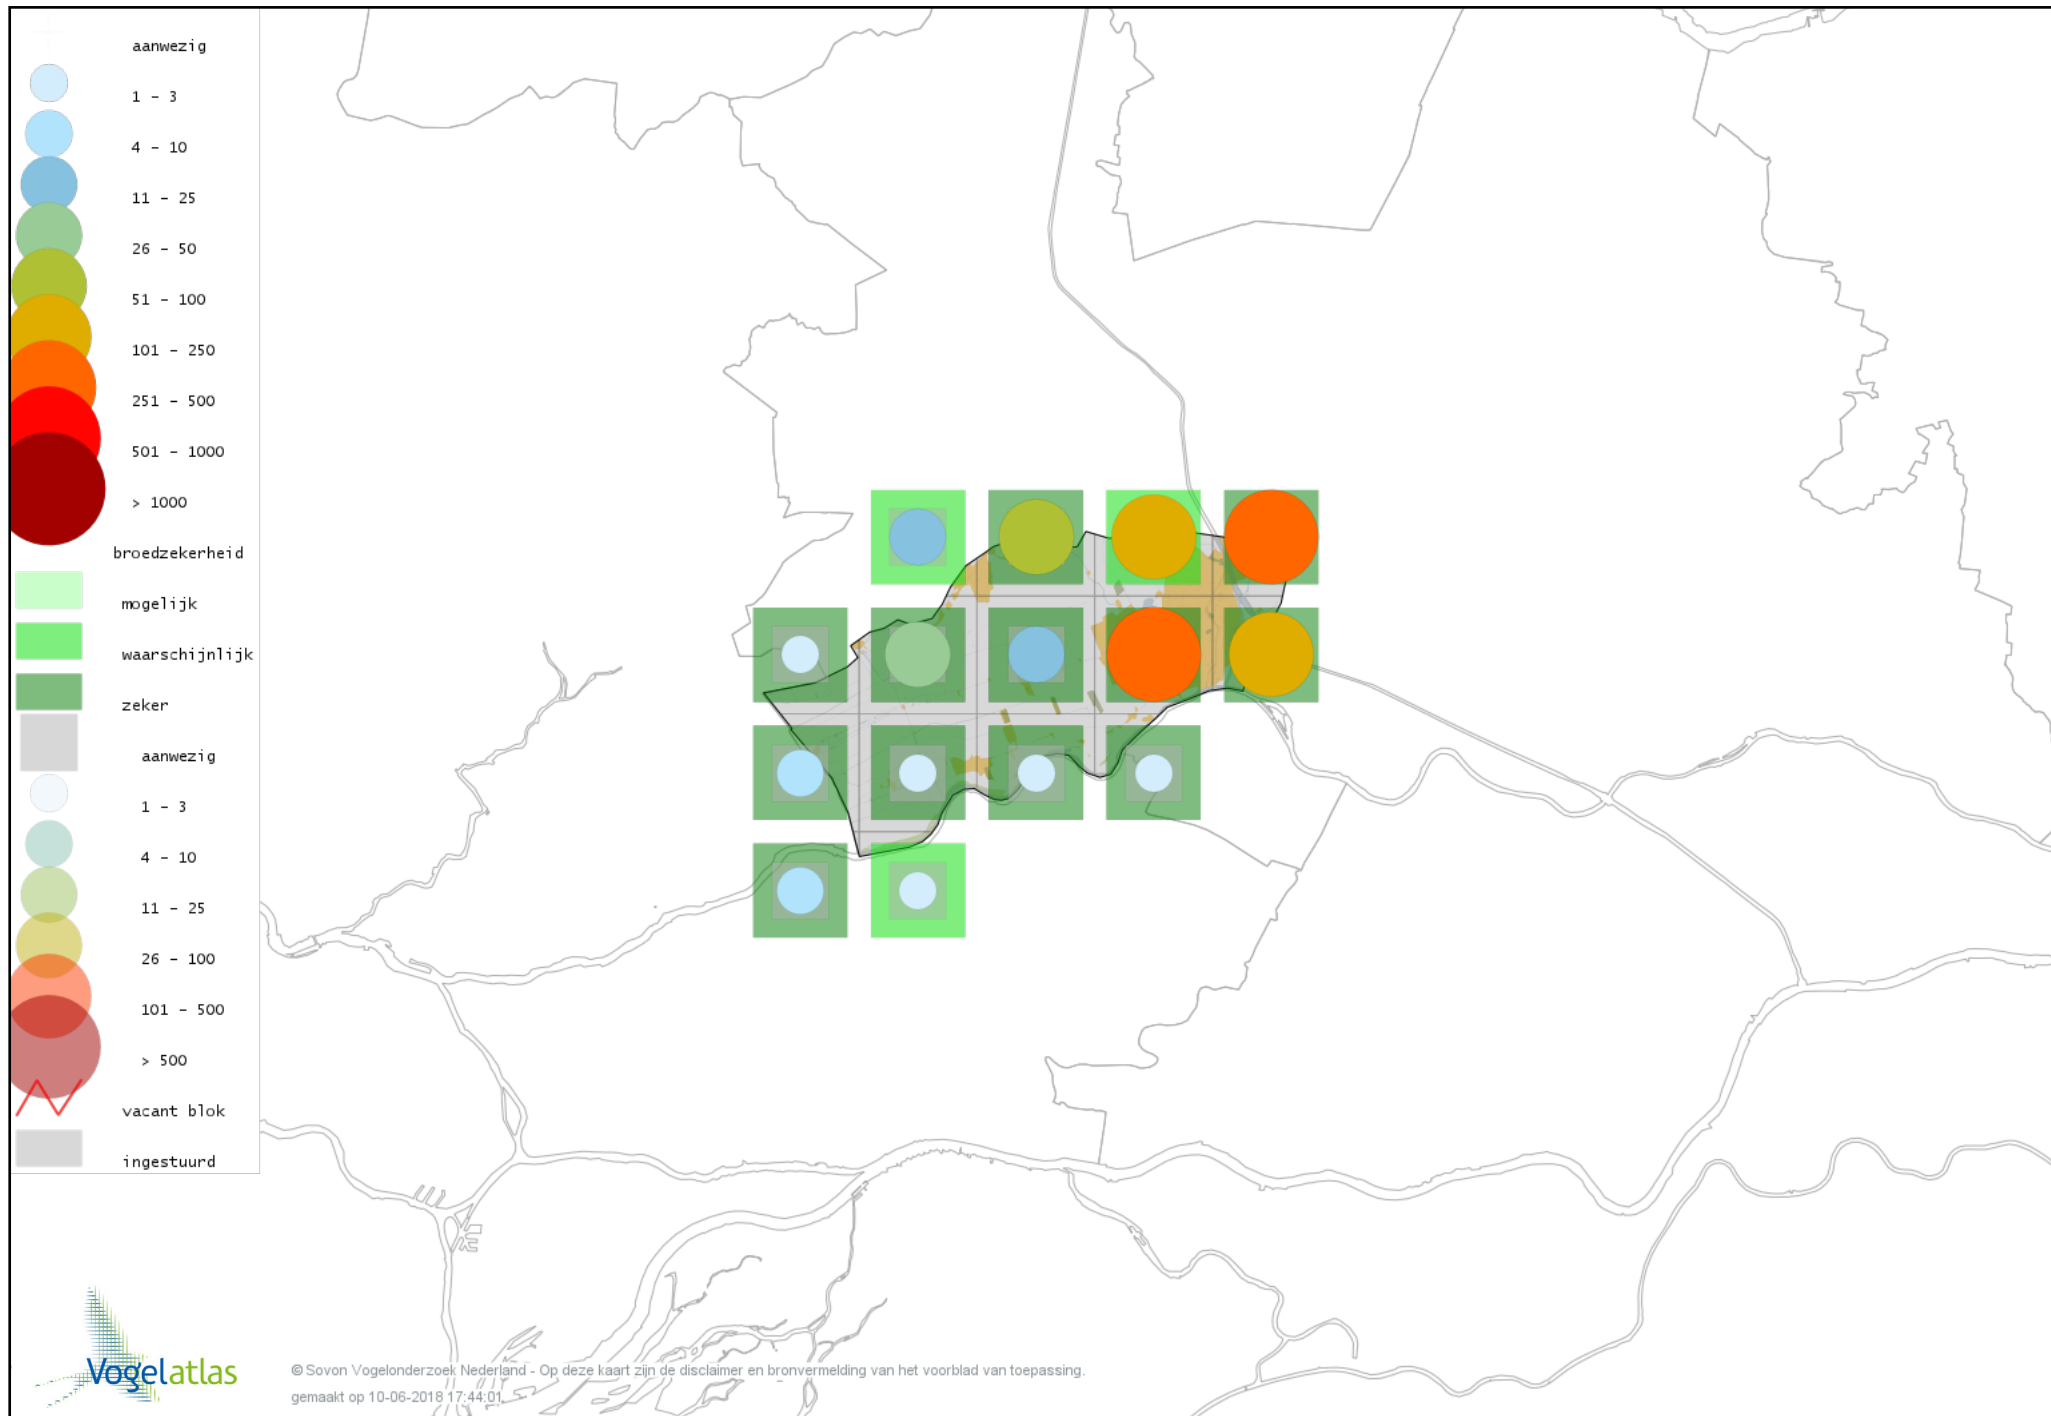 aanwezig
1 - 3
4 - 10
11 - 25
26 - 50
51 - 100
101 - 250
251 - 500
501 - 1000
> 1000
broedzekerheid
mogelijk
waarschijnlijk
zeker
aanwezig
1 - 3
4 - 10
11 - 25
26 - 100
101 - 500
> 500
vacant blok
ingestuurd
Vogelatlas
© Sovon Vogelonderzoek Nederland - Op deze kaart zijn de disclaimer en bronvermelding van het voorblad van toepassing.
gemaakt op 10-06-2018 17:44:01